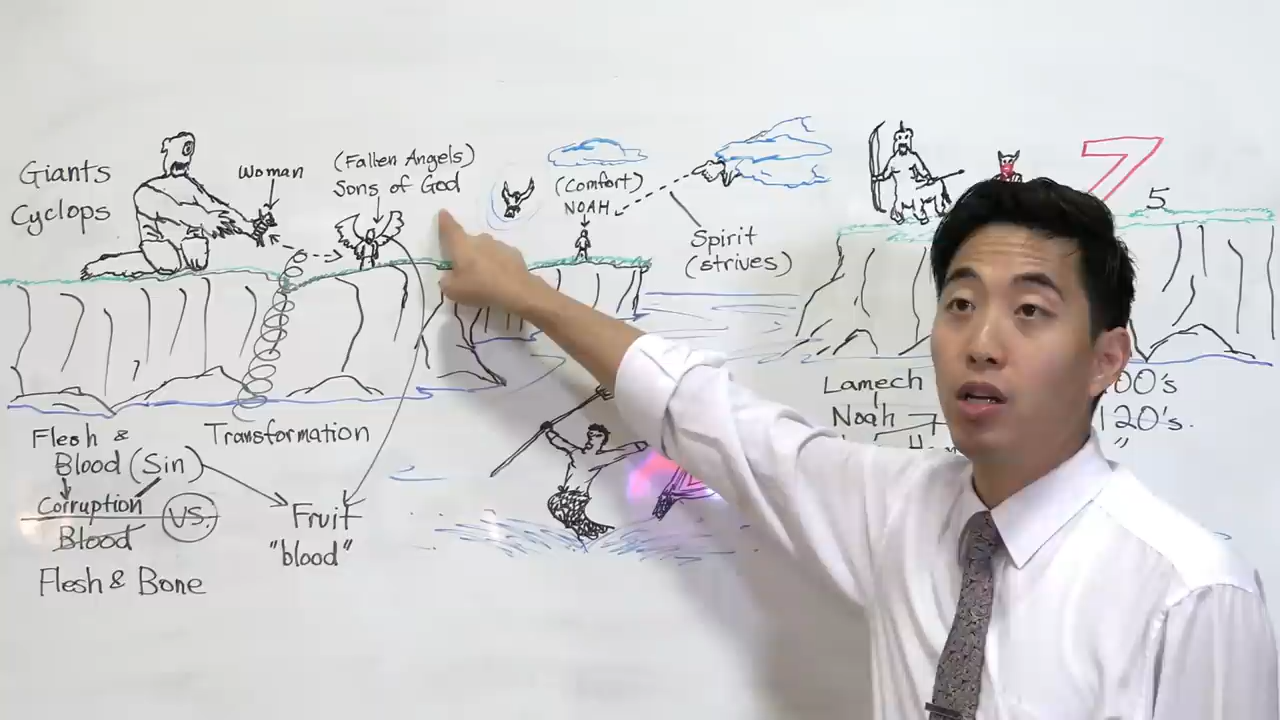 Giants
Cyclops
Woman
(Fallen Angels)
Sons of God
(Comfort)
NOAH
Spirit
(strives)
7
5
Flesh &
Blood (Sin)
Corruption
Blood
VS.
Flesh & Bone
Transformation
Fruit
"blood"
Lamech
00's
Noah
120's.
"